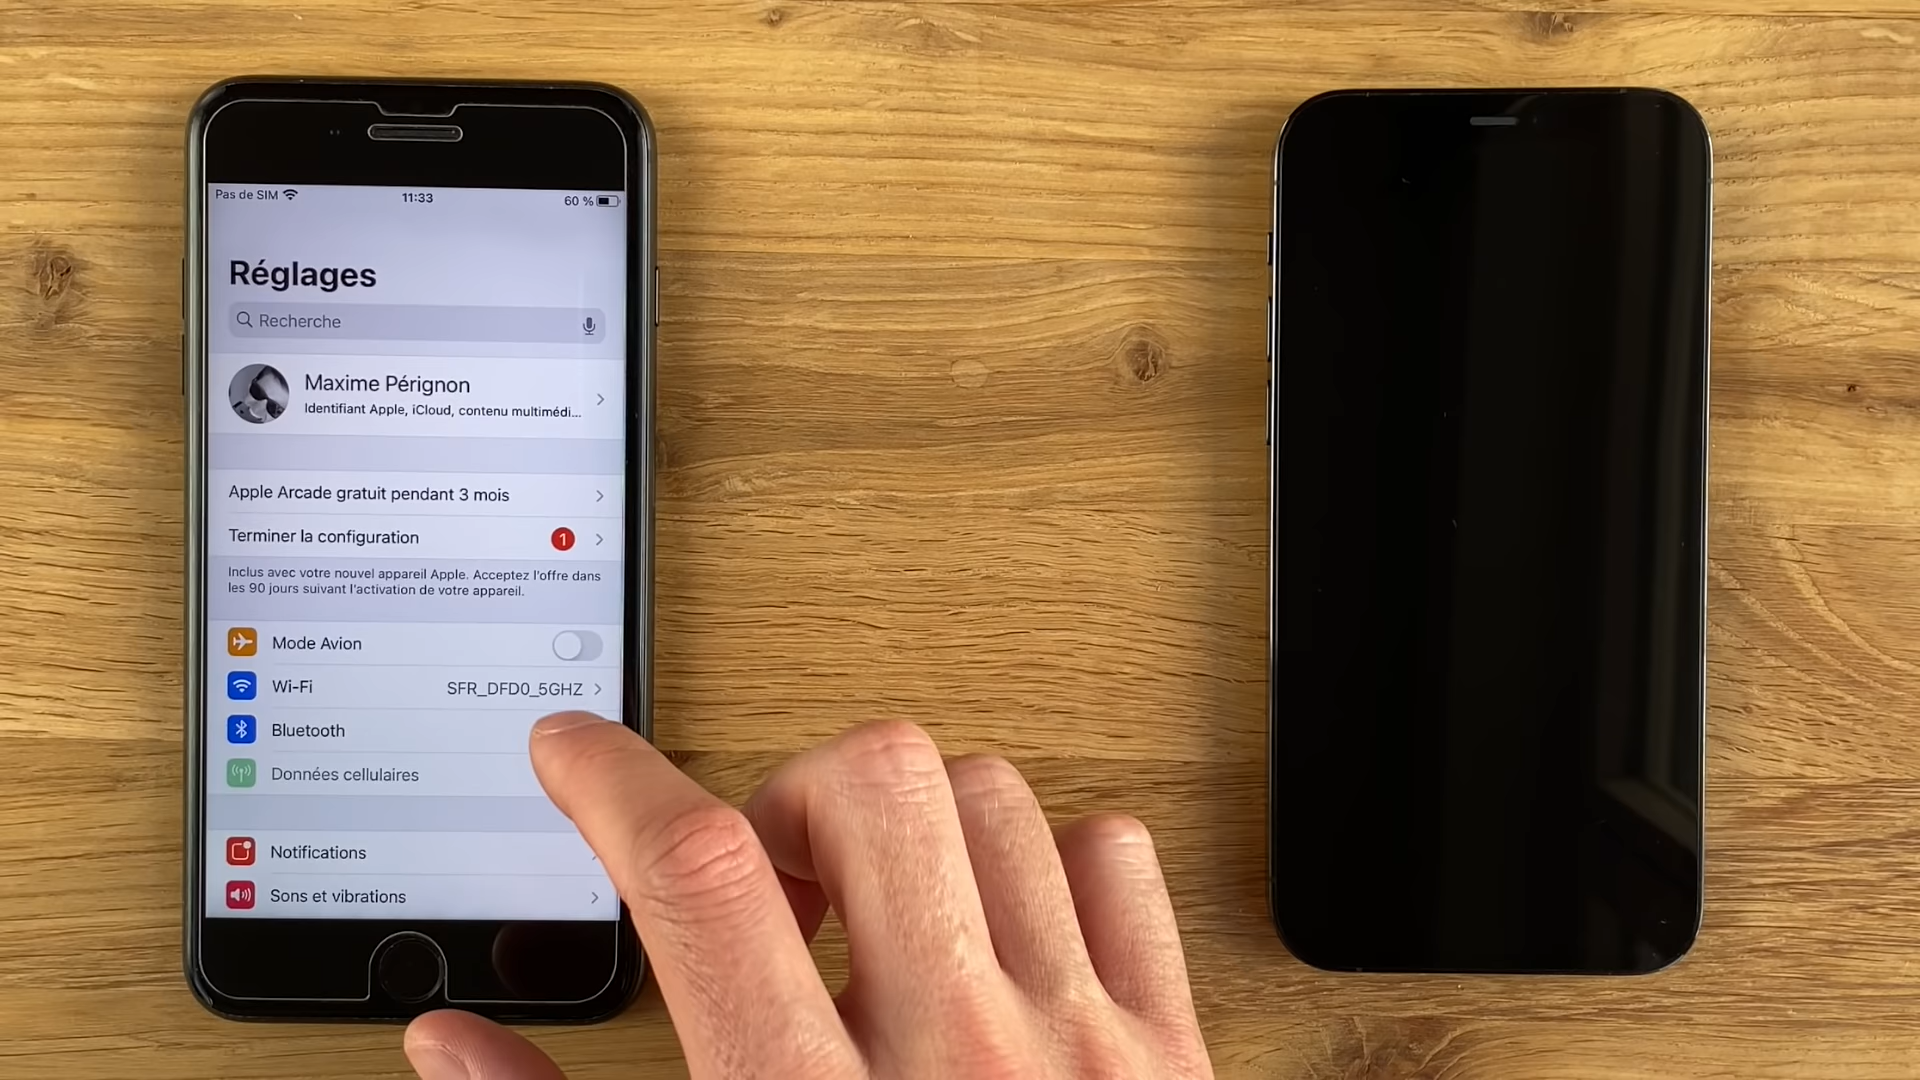 Pas de SIM 11:33 60 %
Réglages
Recherche
Maxime Pérignon
Identifiant Apple, iCloud, contenu multimédi...
Apple Arcade gratuit pendant 3 mois
Terminer la configuration 1
Inclus avec votre nouvel appareil Apple. Acceptez l'offre dans
les 90 jours suivant l'activation de votre appareil.
Mode Avion
Wi-Fi SFR_DFD0_5GHZ
Bluetooth
Données cellulaires
Notifications
Sons et vibrations